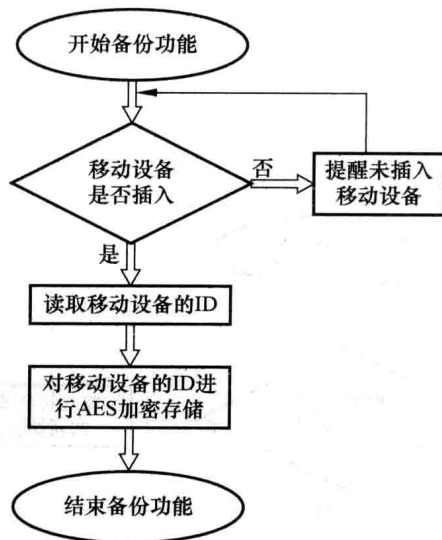 开始备份功能
移动设备
是否插入
否
提醒未插入
移动设备
是
读取移动设备的ID
对移动设备的ID进
行AES加密存储
结束备份功能